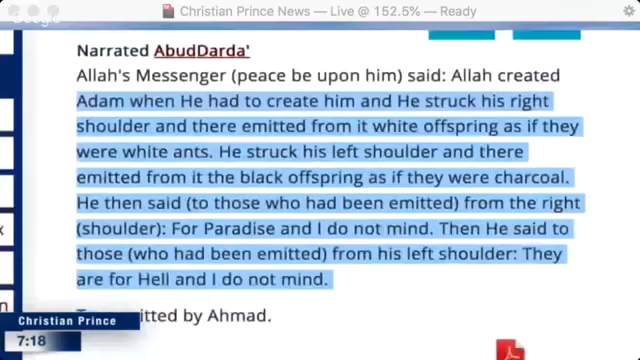 Christian Prince News — Live @ 152.5% — Ready
Google
Narrated AbudDarda'
Allah's Messenger (peace be upon him) said: Allah created
Adam when He had to create him and He struck his right
shoulder and there emitted from it white offspring as if they
were white ants. He struck his left shoulder and there
emitted from it the black offspring as if they were charcoal.
He then said (to those who had been emitted) from the right
(shoulder): For Paradise and I do not mind. Then He said to
those (who had been emitted) from his left shoulder: They
are for Hell and I do not mind.
itted by Ahmad.
Christian Prince
7:18